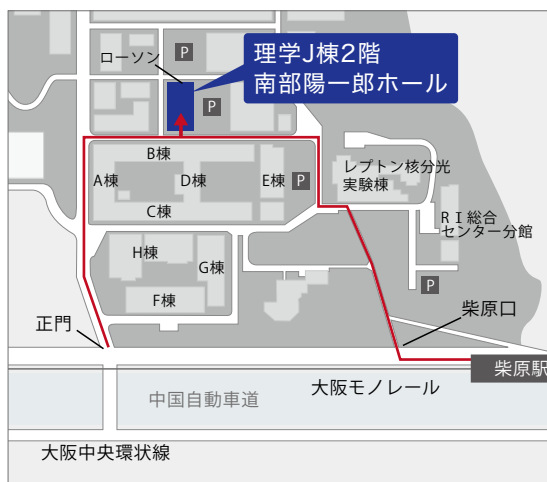 P
ローソン
理学J棟2階
南部陽一郎ホール
P
B棟
A棟
D棟
E棟
P
C棟
レプトン核分光
実験棟
RI総合
センター分館
H棟
G棟
F棟
P
正門
柴原口
柴原駅
大阪モノレール
中国自動車道
大阪中央環状線